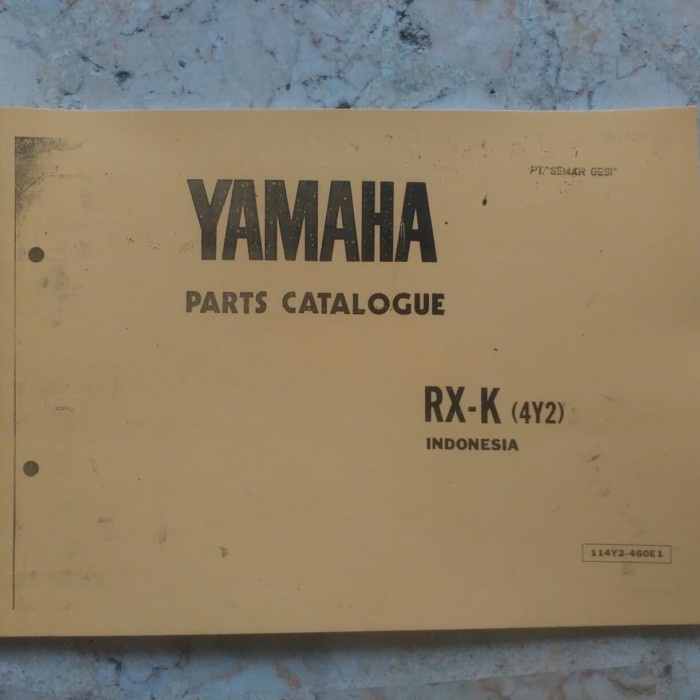 PT."SEMAR GESI"
YAMAHA
PARTS CATALOGUE
RX-K (4Y2)
INDONESIA
114Y2-460E1